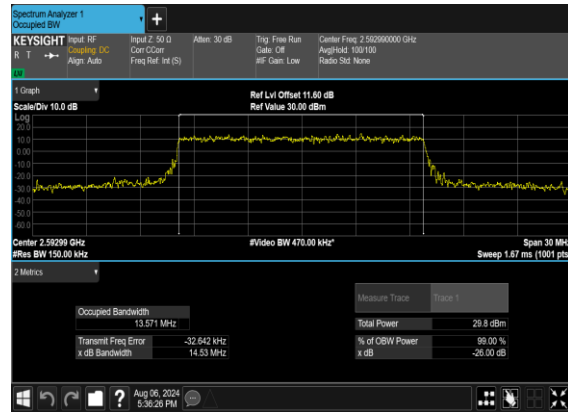 Spectrum Analyzer 1
Occupied BW
+
KEYSIGHT
R T
LW
Input: RF
Coupling: DC
Align: Auto
Input Z: 50 Ω
Corr CCorr
Freq Ref: Int (S)
Atten: 30 dB
Trig: Free Run
Gate: Off
#IF Gain: Low
Center Freq: 2.592990000 GHz
Avg|Hold: 100/100
Radio Std: None
1 Graph
Scale/Div 10.0 dB
Ref Lvl Offset 11.60 dB
Ref Value 30.00 dBm
Log
20.0
10.0
0.00
-10.0
-20.0
-30.0
-40.0
-50.0
-60.0
Center 2.59299 GHz
#Res BW 150.00 kHz
#Video BW 470.00 kHz*
Span 30 MHz
Sweep 1.67 ms (1001 pts)
2 Metrics
Measure Trace
Trace 1
Occupied Bandwidth
13.571 MHz
Total Power
29.8 dBm
Transmit Freq Error
-32.642 kHz
% of OBW Power
99.00 %
x dB Bandwidth
14.53 MHz
x dB
-26.00 dB
?
Aug 06, 2024
5:36:26 PM